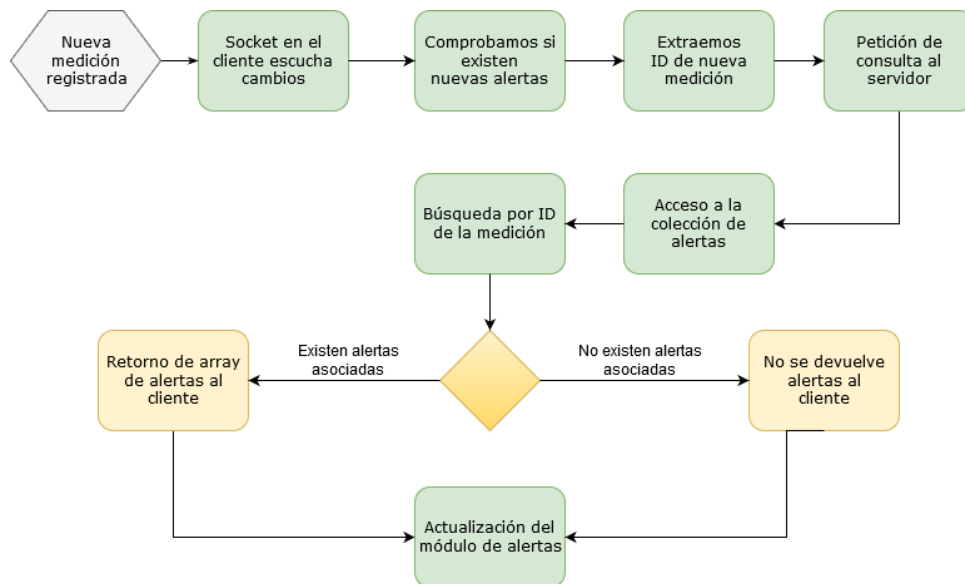 Nueva
medición
registrada
Socket en el
cliente escucha
cambios
Comprobamos si
existen
nuevas alertas
Extraemos
ID de nueva
medición
Petición de
consulta al
servidor
Búsqueda por ID
de la medición
Acceso a la
colección de
alertas
Retorno de array
de alertas al
cliente
Existen alertas
asociadas
No existen alertas
asociadas
No se devuelve
alertas al
cliente
Actualización del
módulo de alertas